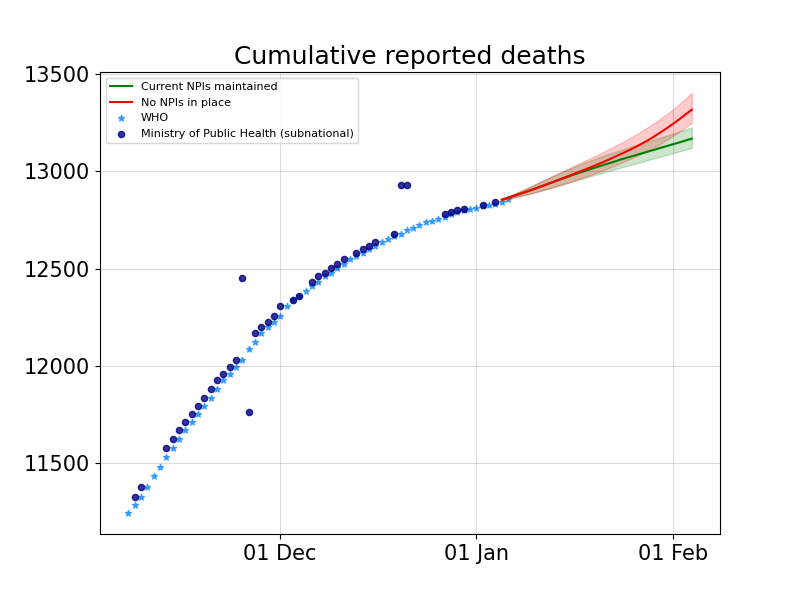 Cumulative reported deaths
13500
13000
12500
12000
11500
Current NPIs maintained
No NPIs in place
WHO
Ministry of Public Health (subnational)
01 Dec
01 Jan
01 Feb